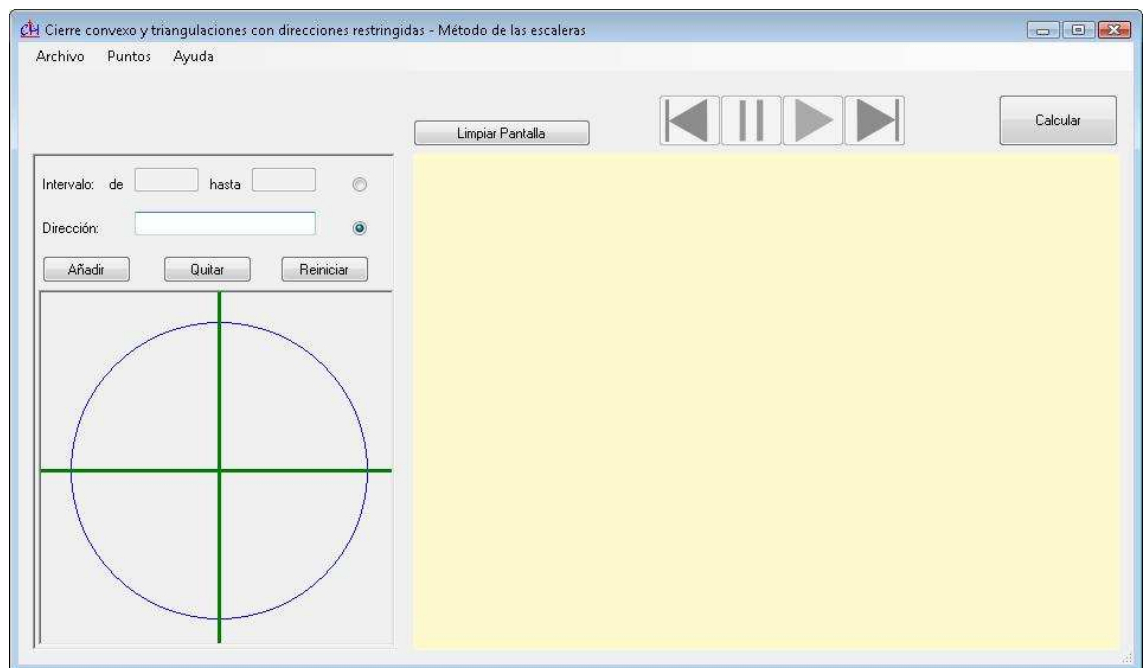 CH Cierre convexo y triangulaciones con direcciones restringidas - Método de las escaleras
Archivo Puntos Ayuda
Limpiar Pantalla
Calcular
Intervalo: de hasta
Dirección:
Añadir Quitar Reiniciar